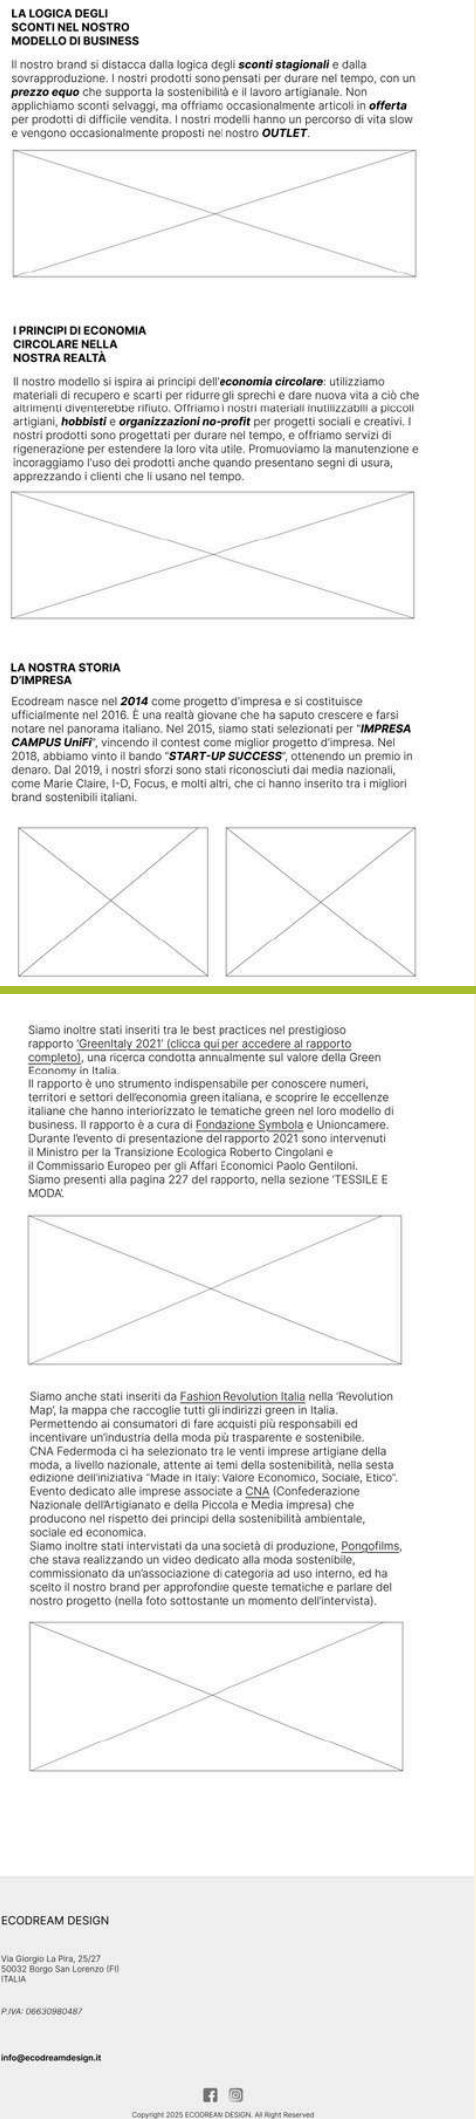 LA LOGICA DEGLI
SCONTI NEL NOSTRO
MODELLO DI BUSINESS
Il nostro brand si distacca dalla logica degli sconti stagionali e dalla
sovrapproduzione. I nostri prodotti sono pensati per durare nel tempo, con un
prezzo equo che supporta la sostenibilità e il lavoro artigianale. Non
applichiamo sconti selvaggi, ma offriamo occasionalmente articoli in offerta
per prodotti di difficile vendita. I nostri modelli hanno un percorso di vita slow
e vengono occasionalmente proposti nel nostro OUTLET.
I PRINCIPI DI ECONOMIA
CIRCOLARE NELLA
NOSTRA REALTÀ
Il nostro modello si ispira ai principi dell'economia circolare: utilizziamo
materiali di recupero e scarti per ridurre gli sprechi e dare nuova vita a ciò che
altrimenti diventerebbe rifiuto. Offriamo i nostri materiali inutilizzabili a piccoli
artigiani, hobbisti e organizzazioni no-profit per progetti sociali e creativi. I
nostri prodotti sono progettati per durare nel tempo, e offriamo servizi di
rigenerazione per estendere la loro vita utile. Promuoviamo la manutenzione e
incoraggiamo l'uso dei prodotti anche quando presentano segni di usura,
apprezzando i clienti che li usano nel tempo.
LA NOSTRA STORIA
D'IMPRESA
Ecodream nasce nel 2014 come progetto d'impresa e si costituisce
ufficialmente nel 2016. È una realtà giovane che ha saputo crescere e farsi
notare nel panorama italiano. Nel 2015, siamo stati selezionati per "IMPRESA
CAMPUS UniFi", vincendo il contest come miglior progetto d'impresa. Nel
2018, abbiamo vinto il bando "START-UP SUCCESS", ottenendo un premio in
denaro. Dal 2019, i nostri sforzi sono stati riconosciuti dai media nazionali,
come Marie Claire, I-D, Focus, e molti altri, che ci hanno inserito tra i migliori
brand sostenibili italiani.
Siamo inoltre stati inseriti tra le best practices nel prestigioso
rapporto 'GreenItaly 2021' (clicca qui per accedere al rapporto
completo), una ricerca condotta annualmente sul valore della Green
Economy in Italia.
Il rapporto è uno strumento indispensabile per conoscere numeri,
territori e settori dell'economia green italiana, e scoprire le eccellenze
italiane che hanno interiorizzato le tematiche green nel loro modello di
business. Il rapporto è a cura di Fondazione Symbola e Unioncamere.
Durante l'evento di presentazione del rapporto 2021 sono intervenuti
il Ministro per la Transizione Ecologica Roberto Cingolani e
il Commissario Europeo per gli Affari Economici Paolo Gentiloni.
Siamo presenti alla pagina 227 del rapporto, nella sezione 'TESSILE E
MODA'.
Siamo anche stati inseriti da Fashion Revolution Italia nella 'Revolution
Map', la mappa che raccoglie tutti gli indirizzi green in Italia.
Permettendo ai consumatori di fare acquisti più responsabili ed
incentivare un'industria della moda più trasparente e sostenibile.
CNA Federmoda ci ha selezionato tra le venti imprese artigiane della
moda, a livello nazionale, attente ai temi della sostenibilità, nella sesta
edizione dell'iniziativa "Made in Italy: Valore Economico, Sociale, Etico".
Evento dedicato alle imprese associate a CNA (Confederazione
Nazionale dell'Artigianato e della Piccola e Media impresa) che
producono nel rispetto dei principi della sostenibilità ambientale,
sociale ed economica.
Siamo inoltre stati intervistati da una società di produzione, Pongofilms,
che stava realizzando un video dedicato alla moda sostenibile,
commissionato da un'associazione di categoria ad uso interno, ed ha
scelto il nostro brand per approfondire queste tematiche e parlare del
nostro progetto (nella foto sottostante un momento dell'intervista).
ECODREAM DESIGN
Via Giorgio La Pira, 25/27
50032 Borgo San Lorenzo (FI)
ITALIA
P.IVA: 06630980487
info@ecodreamdesign.it
Copyright 2025 ECODREAN DESIGN. All Right Reserved